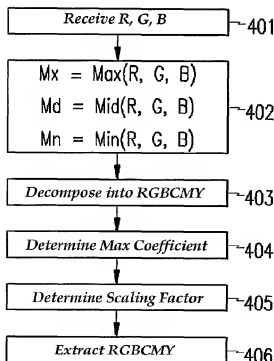 Receive R, G, B
401
Mx = Max(R, G, B)
Md = Mid(R, G, B)
402
Mn = Min(R, G, B)
Decompose into RGBCMY
403
Determine Max Coefficient
404
Determine Scaling Factor
405
Extract RGBCMY
406